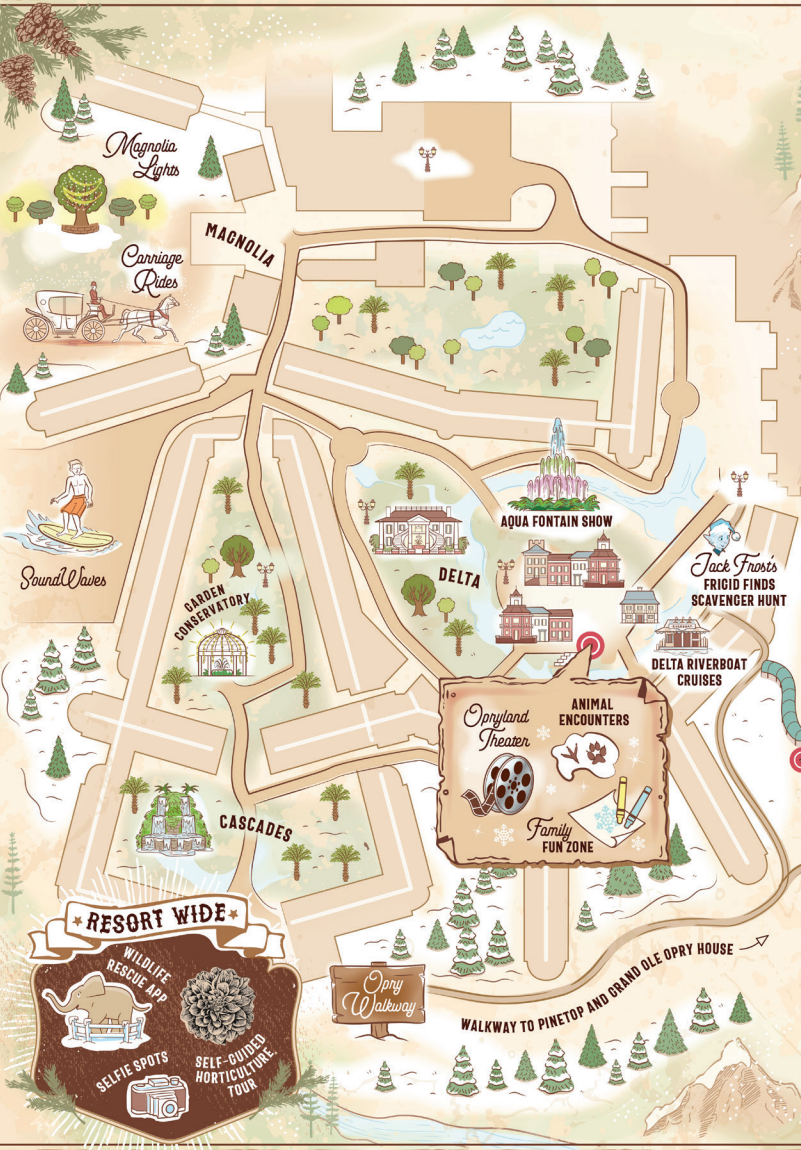 Magnolia
Lights
MAGNOLIA
Carriage
Rides
SoundWaves
GARDEN
CONSERVATORY
AQUA FONTAIN SHOW
DELTA
Jack Frost's
FRIGID FINDS
SCAVENGER HUNT
DELTA RIVERBOAT
CRUISES
Opryland
Theater
ANIMAL
ENCOUNTERS
Family
FUN ZONE
CASCADES
RESORT WIDE
WILDLIFE
RESCUE APP
SELFIE SPOTS
SELF-GUIDED
HORTICULTURE
TOUR
Opry
Walkway
WALKWAY TO PINETOP AND GRAND OLE OPRY HOUSE